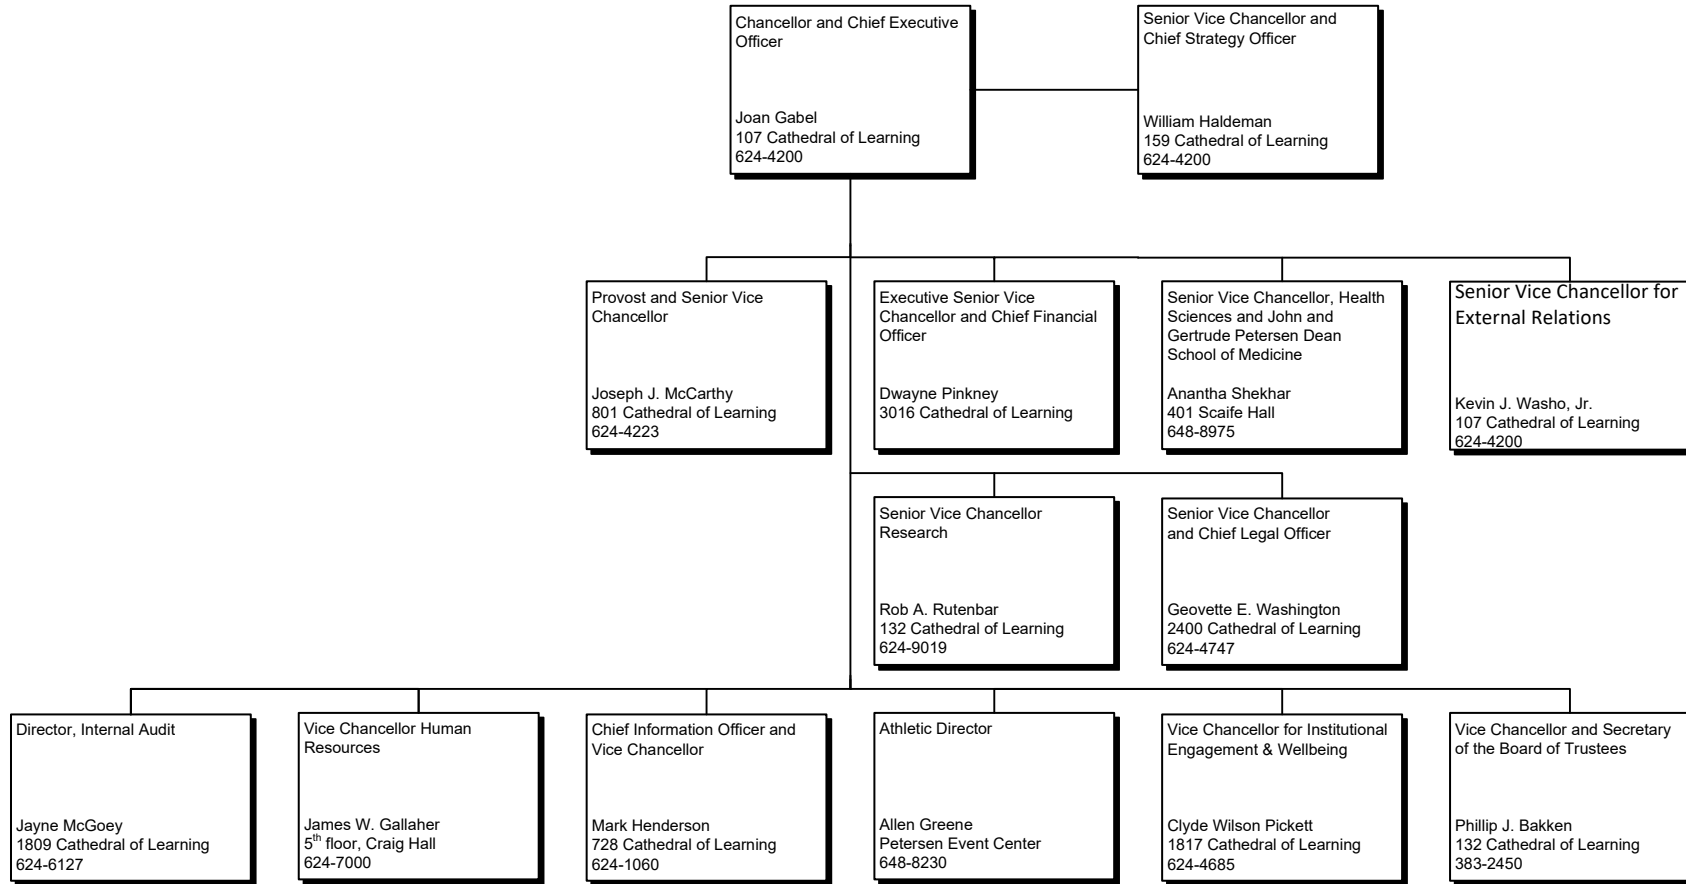 Chancellor and Chief Executive
Officer
Joan Gabel
107 Cathedral of Learning
624-4200
Senior Vice Chancellor and
Chief Strategy Officer
William Haldeman
159 Cathedral of Learning
624-4200
Provost and Senior Vice
Chancellor
Joseph J. McCarthy
801 Cathedral of Learning
624-4223
Executive Senior Vice
Chancellor and Chief Financial
Officer
Dwayne Pinkney
3016 Cathedral of Learning
Senior Vice Chancellor, Health
Sciences and John and
Gertrude Petersen Dean
School of Medicine
Anantha Shekhar
401 Scaife Hall
648-8975
Senior Vice Chancellor for
External Relations
Kevin J. Washo, Jr.
107 Cathedral of Learning
624-4200
Senior Vice Chancellor
Research
Rob A. Rutenbar
132 Cathedral of Learning
624-9019
Senior Vice Chancellor
and Chief Legal Officer
Geovette E. Washington
2400 Cathedral of Learning
624-4747
Director, Internal Audit
Jayne McGoey
1809 Cathedral of Learning
624-6127
Vice Chancellor Human
Resources
James W. Gallaher
5th floor, Craig Hall
624-7000
Chief Information Officer and
Vice Chancellor
Mark Henderson
728 Cathedral of Learning
624-1060
Athletic Director
Allen Greene
Petersen Event Center
648-8230
Vice Chancellor for Institutional
Engagement & Wellbeing
Clyde Wilson Pickett
1817 Cathedral of Learning
624-4685
Vice Chancellor and Secretary
of the Board of Trustees
Phillip J. Bakken
132 Cathedral of Learning
383-2450